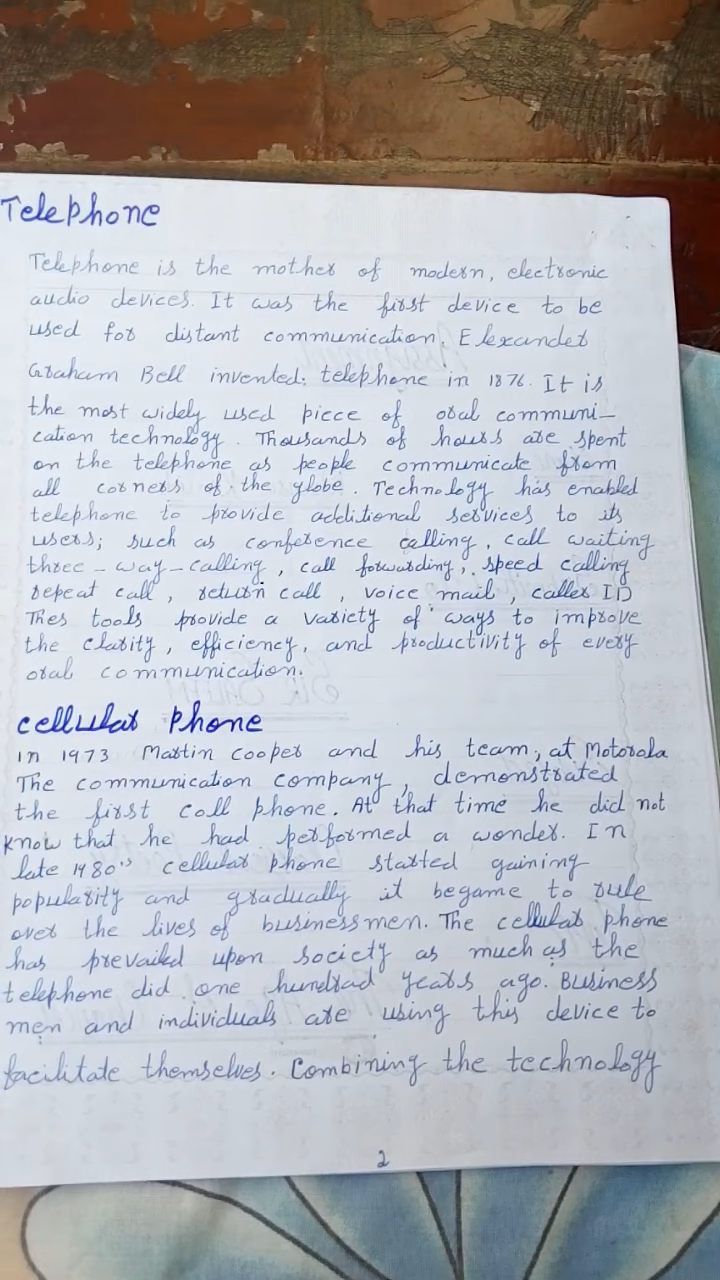 Telephone
Telephone is the mother of modern, electronic
audio devices. It was the first device to be
used for distant communication. Elexander
Graham Bell invented. telephone in 1876. It is
the most widely used piece of oral communi-
cation technology. Thousands of hours are spent
on the telephone as people communicate from
all corners of the globe. Technology has enabled
telephone to provide additional services to its
users; such as conference calling, call waiting
three-way-calling, call forwarding, speed calling
repeat call, return call, voice mail, caller ID
Thes tools provide a variety of ways to improve
the clarity, efficiency, and productivity of every
oral communication.
Cellular Phone
In 1973 Martin Cooper and his team, at Motorola
The communication company, demonstrated
the first coll phone. At that time he did not
know that he had performed a wonder. In
late 1980's cellular phone started gaining
popularity and gradually it begame to rule
over the lives of businessmen. The cellular phone
has prevailed upon society as much as the
telephone did one hundrad years ago. Business
men and individuals are using this device to
facilitate themselves. Combining the technology
2